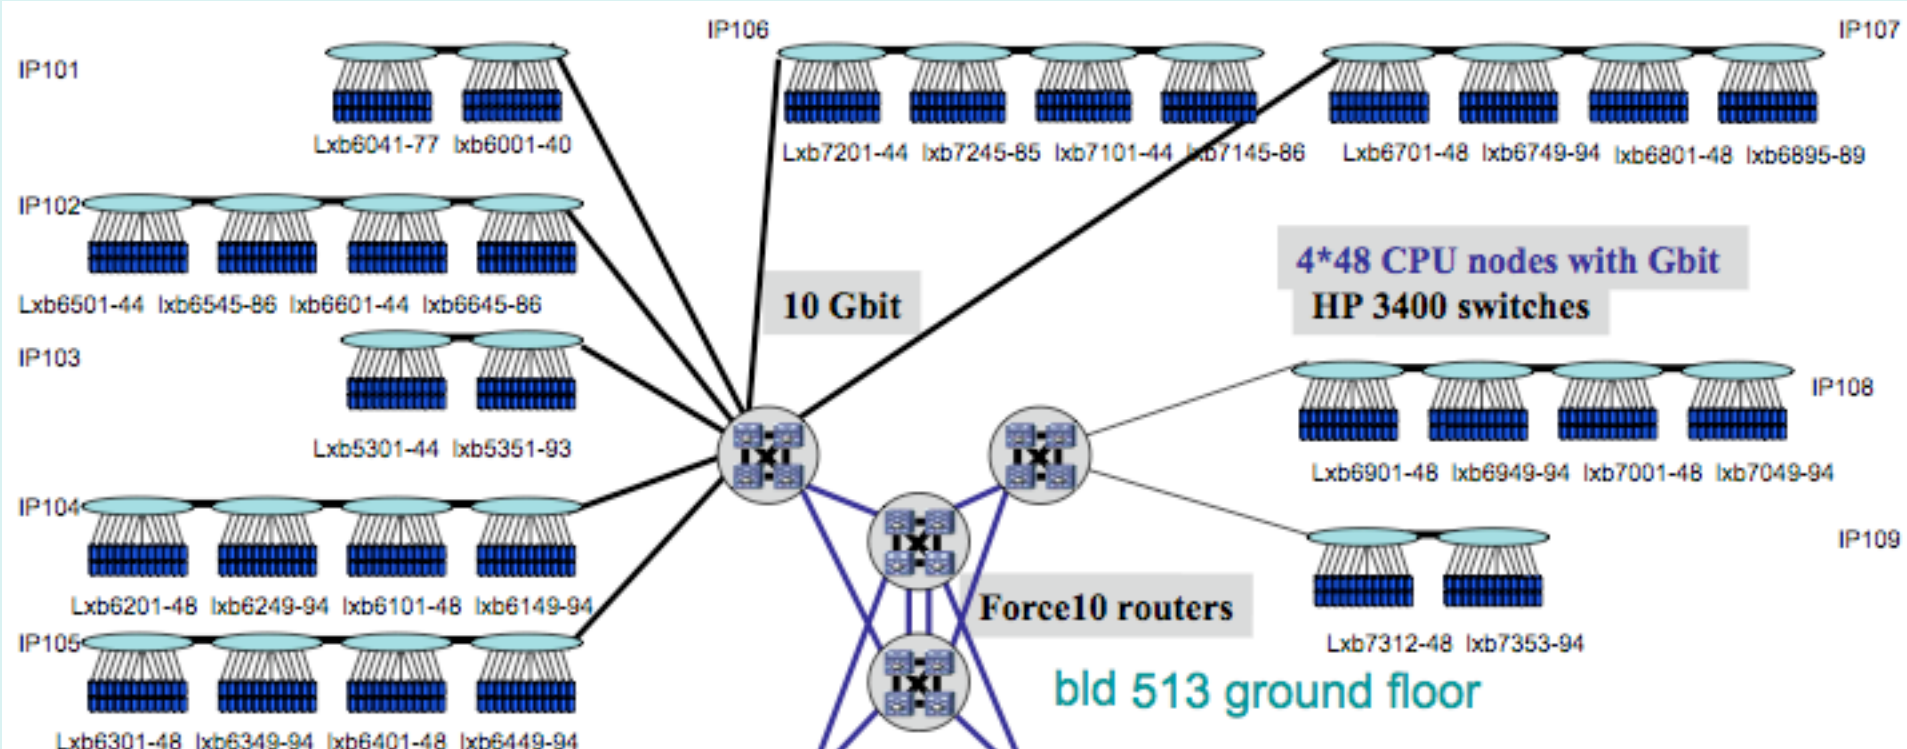 IP106
IP107
IP101
Lxb6041-77 lxb6001-40
Lxb7201-44 lxb7245-85 lxb7101-44 lxb7145-86
Lxb6701-48 lxb6749-94 lxb6801-48 lxb6895-89
IP102
Lxb6501-44 lxb6545-86 lxb6601-44 lxb6645-86
10 Gbit
4*48 CPU nodes with Gbit
HP 3400 switches
IP103
Lxb5301-44 lxb5351-93
IP108
Lxb6901-48 lxb6949-94 lxb7001-48 lxb7049-94
IP104
Lxb6201-48 lxb6249-94 lxb6101-48 lxb6149-94
IP109
Lxb7312-48 lxb7353-94
Force10 routers
IP105
bld 513 ground floor
Lxb6301-48 lxb6349-94 lxb6401-48 lxb6449-94